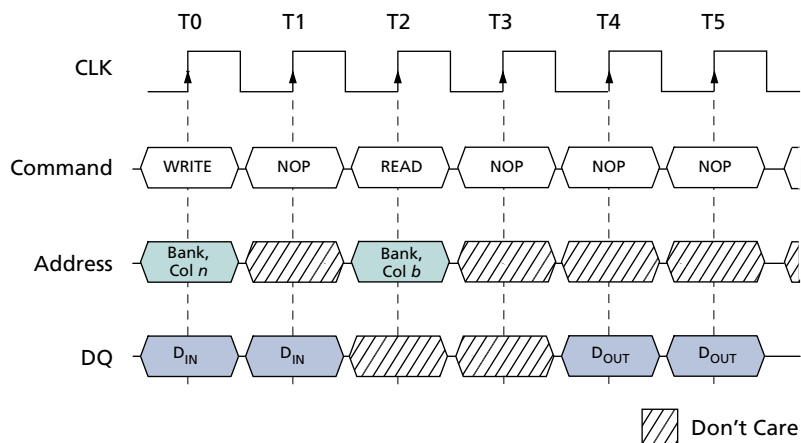 T0 T1 T2 T3 T4 T5
CLK
Command WRITE NOP READ NOP NOP NOP
Address Bank, Col n Bank, Col b
DQ DIN DIN DOUT DOUT
Don't Care